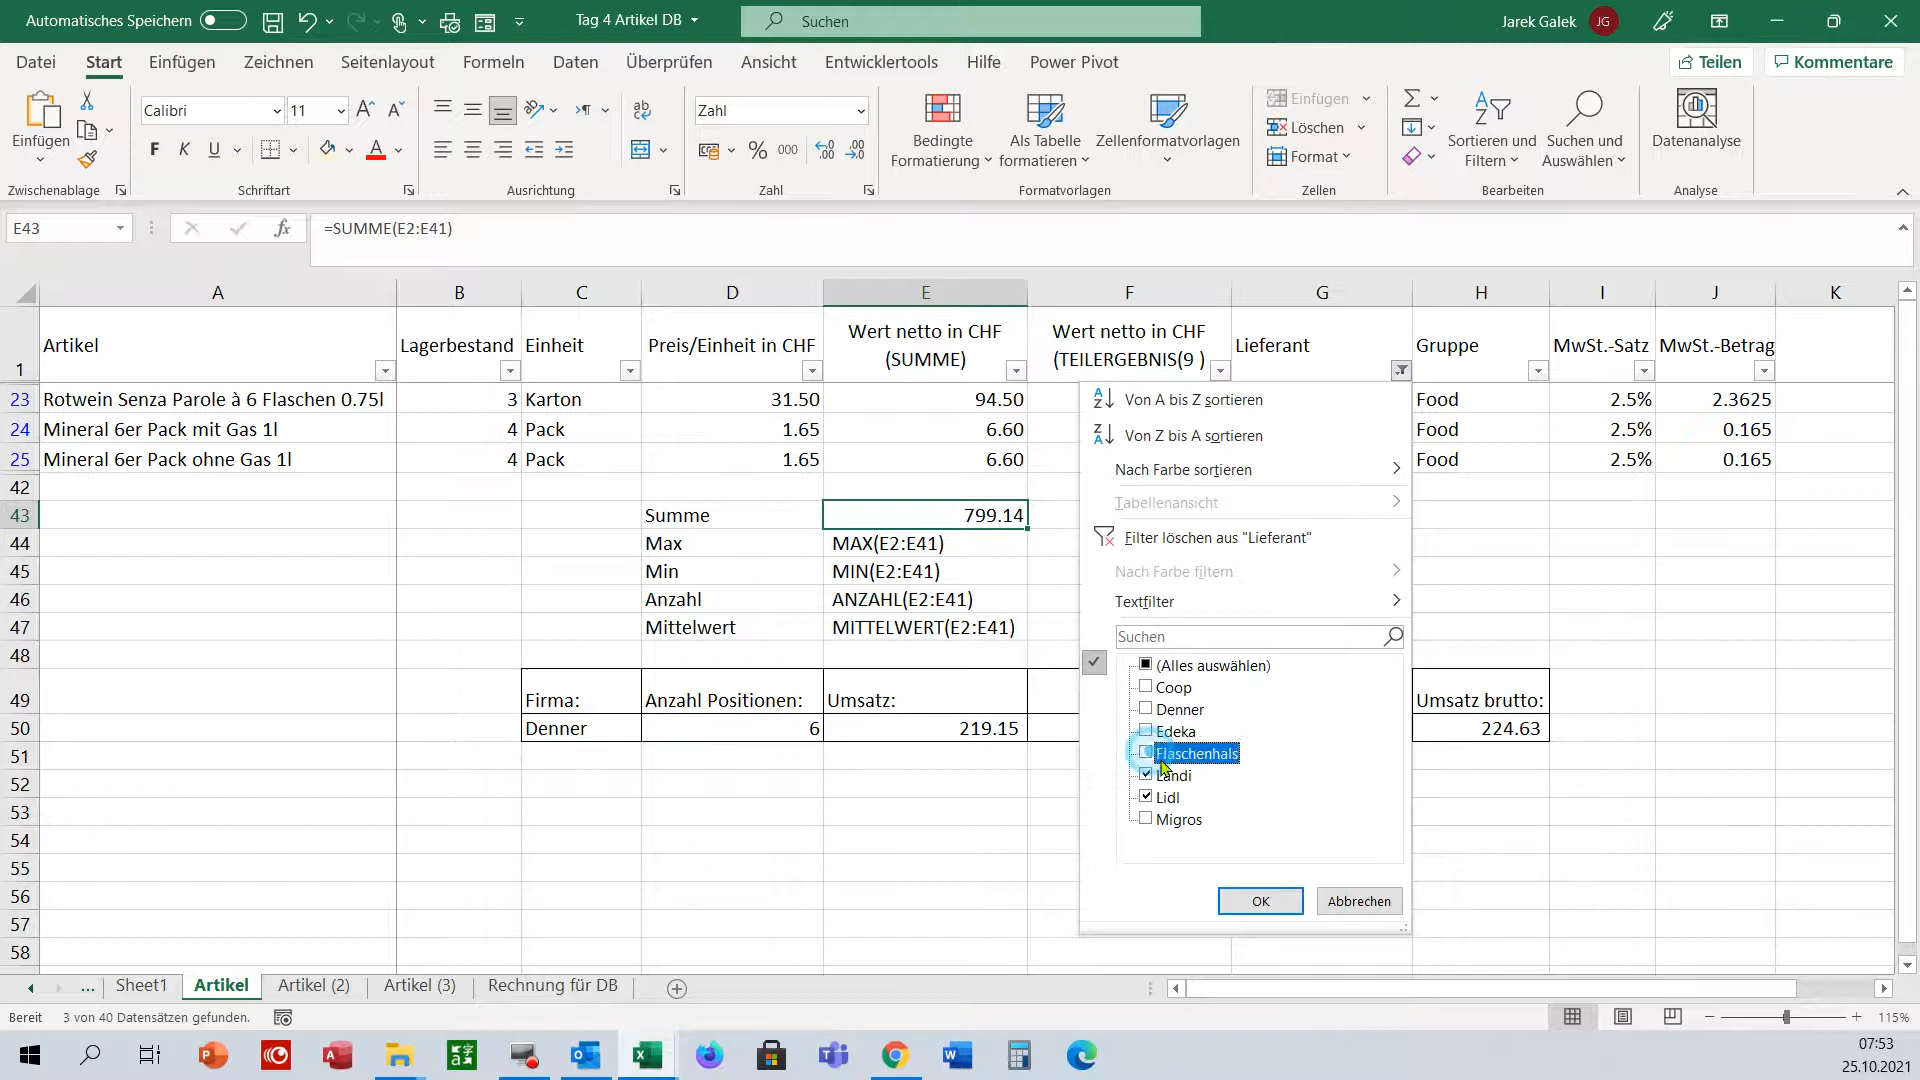 Automatisches Speichern
Tag 4 Artikel DB
Suchen
Jarek Galek JG
Datei Start Einfügen Zeichnen Seitenlayout Formeln Daten Überprüfen Ansicht Entwicklertools Hilfe Power Pivot Teilen Kommentare
Einfügen
Zwischenablage
Calibri 11
F K U
Schriftart
Ausrichtung
Zahl
% 000
Zahl
Bedingte Formatierung
Als Tabelle formatieren
Zellenformatvorlagen
Formatvorlagen
Einfügen
Löschen
Format
Zellen
Sortieren und Filtern
Suchen und Auswählen
Bearbeiten
Datenanalyse
Analyse
E43 fx =SUMME(E2:E41)
A B C D E F G H I J K
1 Artikel Lagerbestand Einheit Preis/Einheit in CHF Wert netto in CHF (SUMME) Wert netto in CHF (TEILERGEBNIS(9 ) Lieferant Gruppe MwSt.-Satz MwSt.-Betrag
23 Rotwein Senza Parole à 6 Flaschen 0.75l 3 Karton 31.50 94.50 Food 2.5% 2.3625
24 Mineral 6er Pack mit Gas 1l 4 Pack 1.65 6.60 Food 2.5% 0.165
25 Mineral 6er Pack ohne Gas 1l 4 Pack 1.65 6.60 Food 2.5% 0.165
42
43 Summe 799.14
44 Max MAX(E2:E41)
45 Min MIN(E2:E41)
46 Anzahl ANZAHL(E2:E41)
47 Mittelwert MITTELWERT(E2:E41)
48
49 Firma: Anzahl Positionen: Umsatz: Umsatz brutto:
50 Denner 6 219.15 224.63
51
52
53
54
55
56
57
58
Von A bis Z sortieren
Von Z bis A sortieren
Nach Farbe sortieren
Tabellenansicht
Filter löschen aus "Lieferant"
Nach Farbe filtern
Textfilter
Suchen
(Alles auswählen)
Coop
Denner
Edeka
Flaschenhals
Landi
Lidl
Migros
OK Abbrechen
... Sheet1 Artikel Artikel (2) Artikel (3) Rechnung für DB
Bereit 3 von 40 Datensätzen gefunden. 115%
07:53
25.10.2021